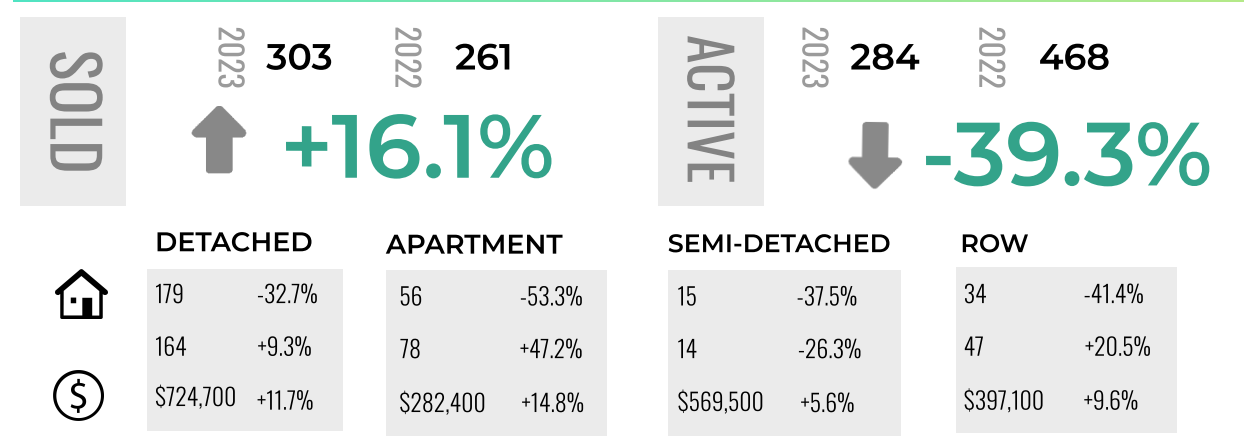 SOLD
2023 303 2022 261
+16.1%
ACTIVE
2023 284 2022 468
-39.3%
DETACHED
179 -32.7%
164 +9.3%
$724,700 +11.7%
APARTMENT
56 -53.3%
78 +47.2%
$282,400 +14.8%
SEMI-DETACHED
15 -37.5%
14 -26.3%
$569,500 +5.6%
ROW
34 -41.4%
47 +20.5%
$397,100 +9.6%
$